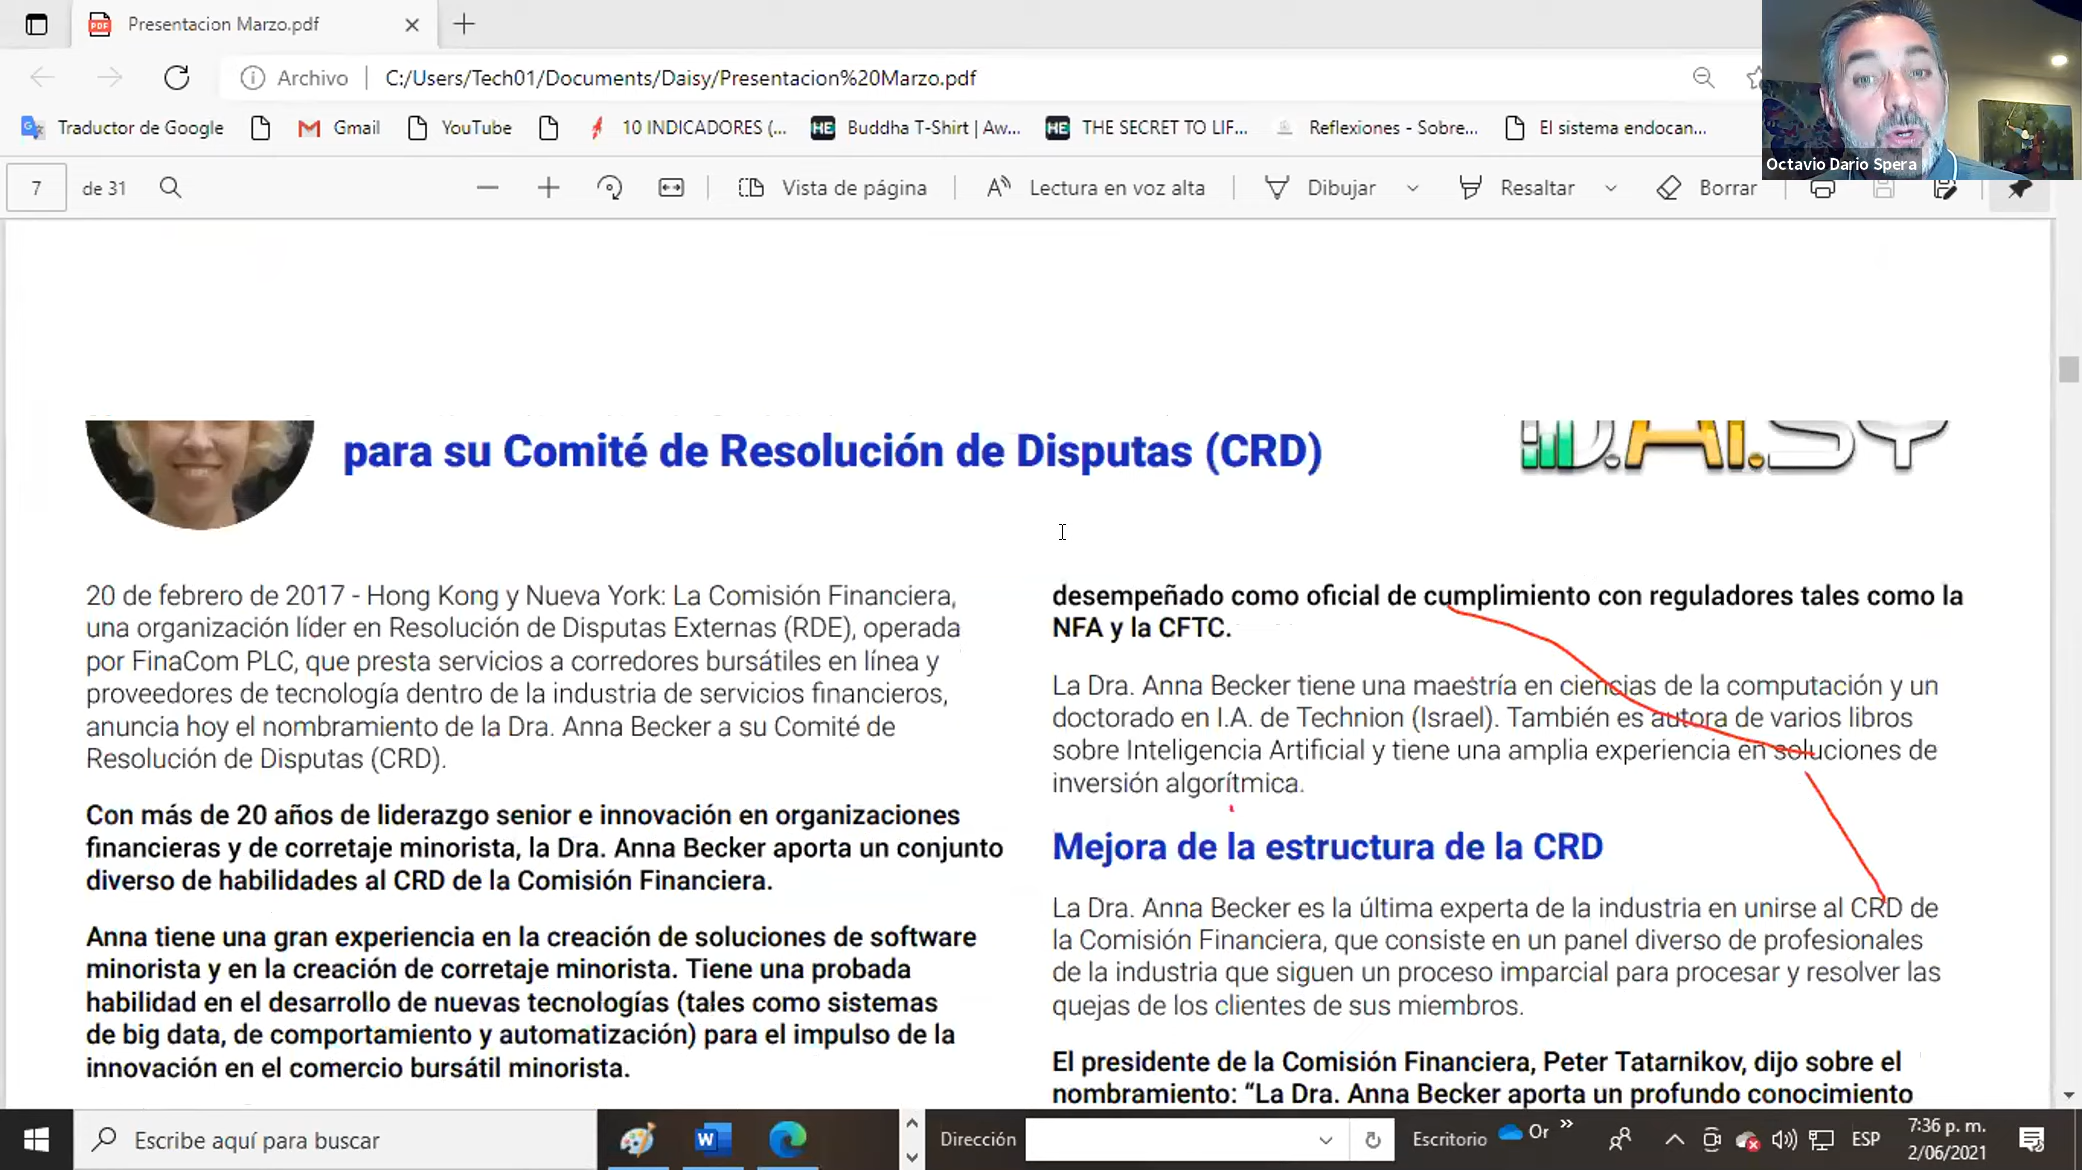 Presentacion Marzo.pdf
Archivo | C:/Users/Tech01/Documents/Daisy/Presentacion%20Marzo.pdf
Traductor de Google Gmail YouTube 10 INDICADORES (... Buddha T-Shirt | Aw... THE SECRET TO LIF... Reflexiones - Sobre... El sistema endocan...
Octavio Dario Spera
7 de 31 Vista de página Lectura en voz alta Dibujar Resaltar Borrar
para su Comité de Resolución de Disputas (CRD)
D.AI.SY
20 de febrero de 2017 - Hong Kong y Nueva York: La Comisión Financiera,
una organización líder en Resolución de Disputas Externas (RDE), operada
por FinaCom PLC, que presta servicios a corredores bursátiles en línea y
proveedores de tecnología dentro de la industria de servicios financieros,
anuncia hoy el nombramiento de la Dra. Anna Becker a su Comité de
Resolución de Disputas (CRD).
Con más de 20 años de liderazgo senior e innovación en organizaciones
financieras y de corretaje minorista, la Dra. Anna Becker aporta un conjunto
diverso de habilidades al CRD de la Comisión Financiera.
Anna tiene una gran experiencia en la creación de soluciones de software
minorista y en la creación de corretaje minorista. Tiene una probada
habilidad en el desarrollo de nuevas tecnologías (tales como sistemas
de big data, de comportamiento y automatización) para el impulso de la
innovación en el comercio bursátil minorista.
desempeñado como oficial de cumplimiento con reguladores tales como la
NFA y la CFTC.
La Dra. Anna Becker tiene una maestría en ciencias de la computación y un
doctorado en I.A. de Technion (Israel). También es autora de varios libros
sobre Inteligencia Artificial y tiene una amplia experiencia en soluciones de
inversión algorítmica.
Mejora de la estructura de la CRD
La Dra. Anna Becker es la última experta de la industria en unirse al CRD de
la Comisión Financiera, que consiste en un panel diverso de profesionales
de la industria que siguen un proceso imparcial para procesar y resolver las
quejas de los clientes de sus miembros.
El presidente de la Comisión Financiera, Peter Tatarnikov, dijo sobre el
nombramiento: “La Dra. Anna Becker aporta un profundo conocimiento
Escribe aquí para buscar Dirección Escritorio Or » ESP 7:36 p. m.
2/06/2021